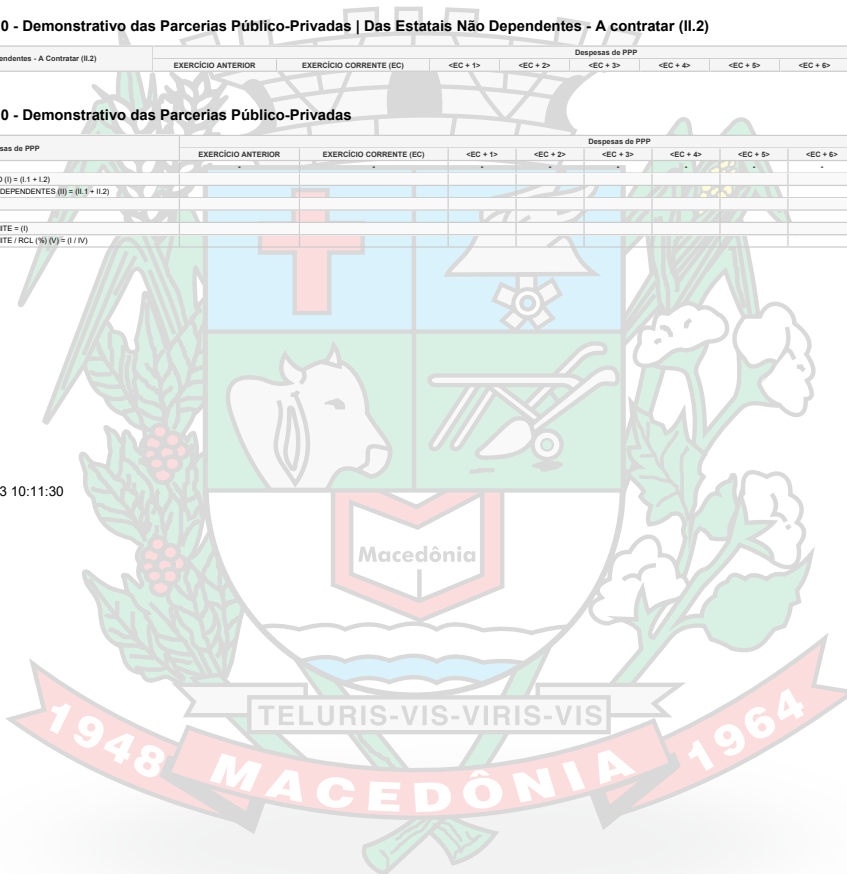 0 - Demonstrativo das Parcerias Público-Privadas | Das Estatais Não Dependentes - A contratar (II.2)
endentes - A Contratar (II.2)
Despesas de PPP
EXERCÍCIO ANTERIOR EXERCÍCIO CORRENTE (EC) <EC + 1> <EC + 2> <EC + 3> <EC + 4> <EC + 5> <EC + 6>
0 - Demonstrativo das Parcerias Público-Privadas
sas de PPP
Despesas de PPP
EXERCÍCIO ANTERIOR EXERCÍCIO CORRENTE (EC) <EC + 1> <EC + 2> <EC + 3> <EC + 4> <EC + 5> <EC + 6>
- - - - - - - -
O (I) = (I.1 + I.2)
DEPENDENTES (II) = (II.1 + II.2)
ITE = (I)
ITE / RCL (%) (V) = (I / IV)
3 10:11:30
Macedônia
TELURIS-VIS-VIRIS-VIS
1948 MACEDÔNIA 1964